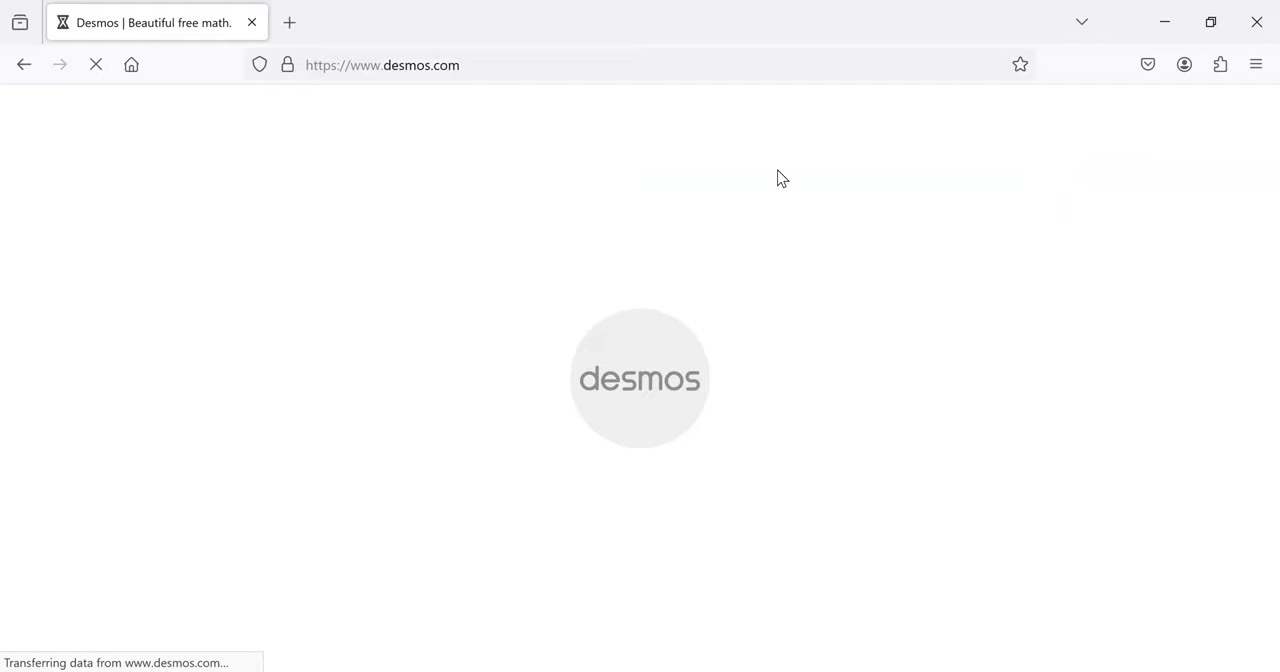 Desmos | Beautiful free math.
https://www.desmos.com
desmos
Transferring data from www.desmos.com...